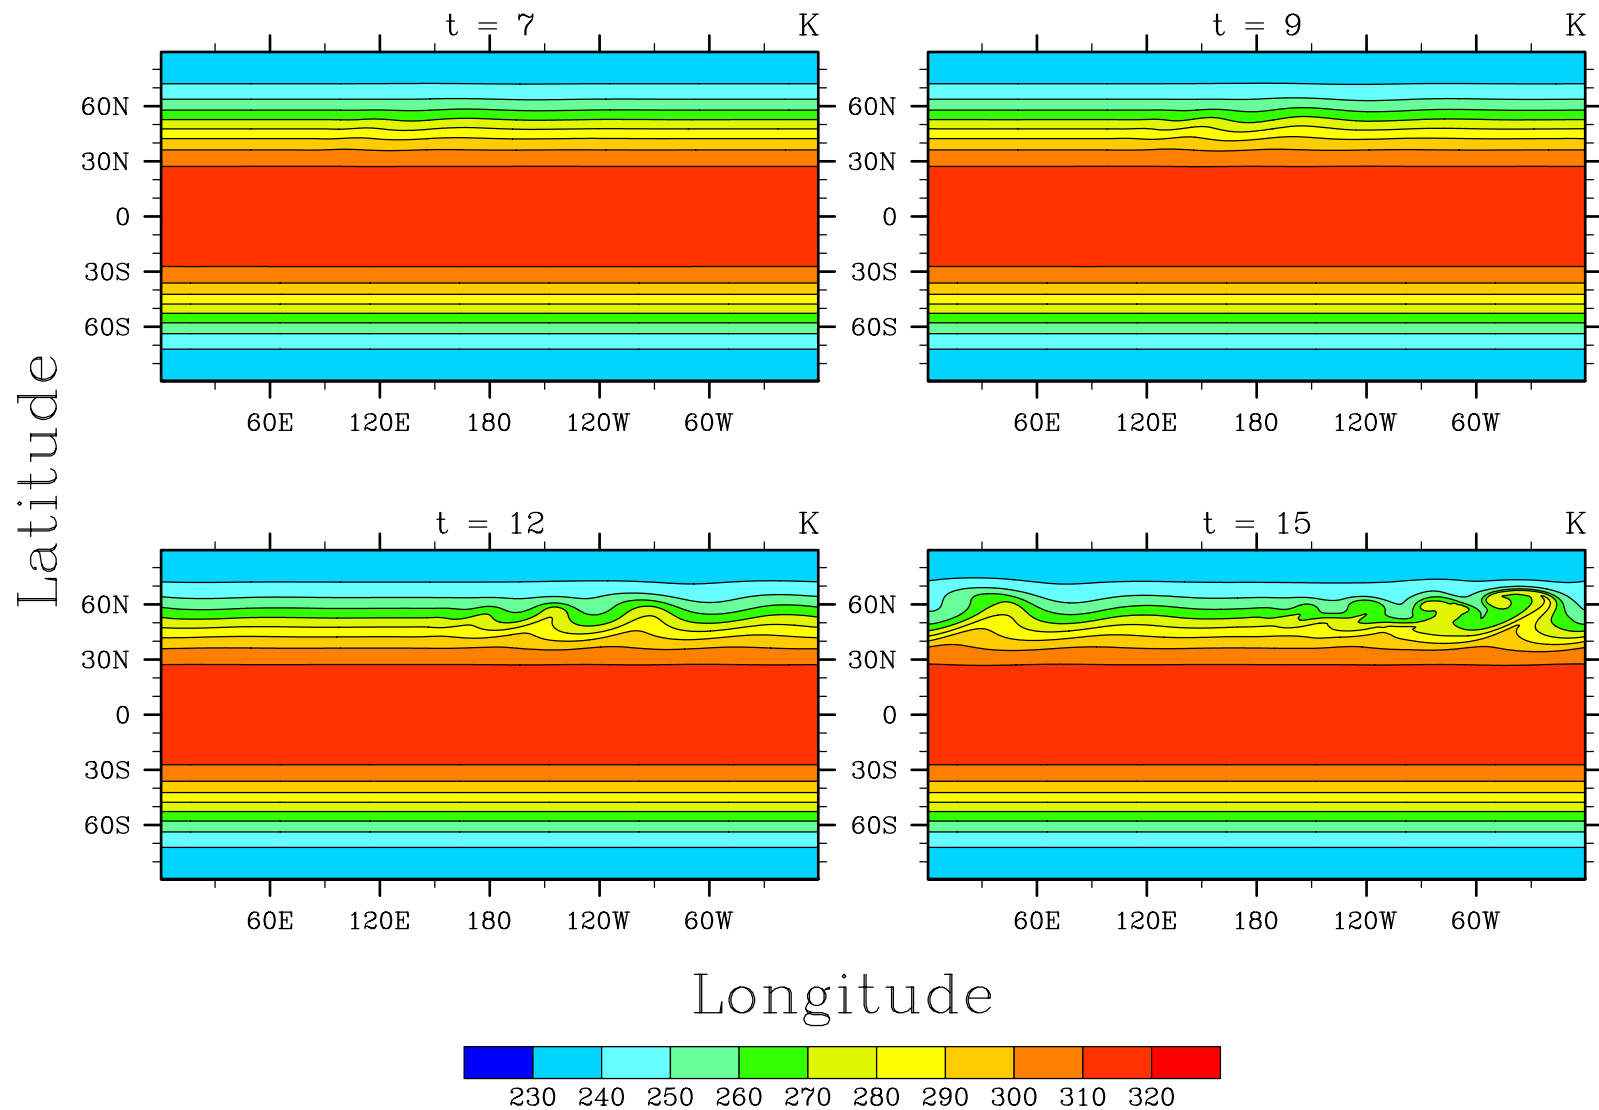 t = 7 K
t = 9 K
60N
30N
0
30S
60S
60N
30N
0
30S
60S
60E 120E 180 120W 60W
60E 120E 180 120W 60W
Latitude
t = 12 K
t = 15 K
60N
30N
0
30S
60S
60N
30N
0
30S
60S
60E 120E 180 120W 60W
60E 120E 180 120W 60W
Longitude
230 240 250 260 270 280 290 300 310 320